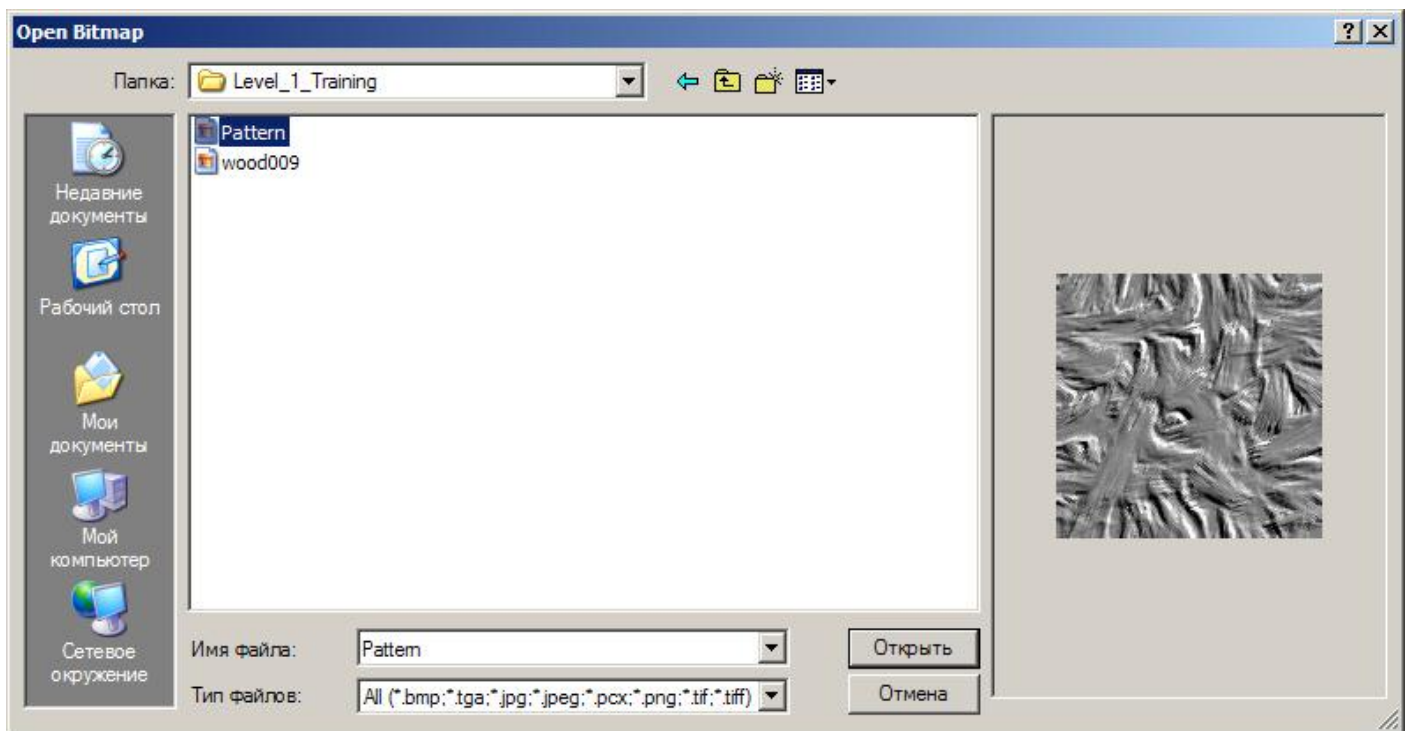 Open Bitmap
Папка:
Level_1_Training
Недавние
документы
Рабочий стол
Мои
документы
Мой
компьютер
Сетевое
окружение
Pattern
wood009
Имя файла:
Pattern
Открыть
Тип файлов:
All (*.bmp;*.tga;*.jpg;*.jpeg;*.pcx;*.png;*.tif;*.tiff)
Отмена